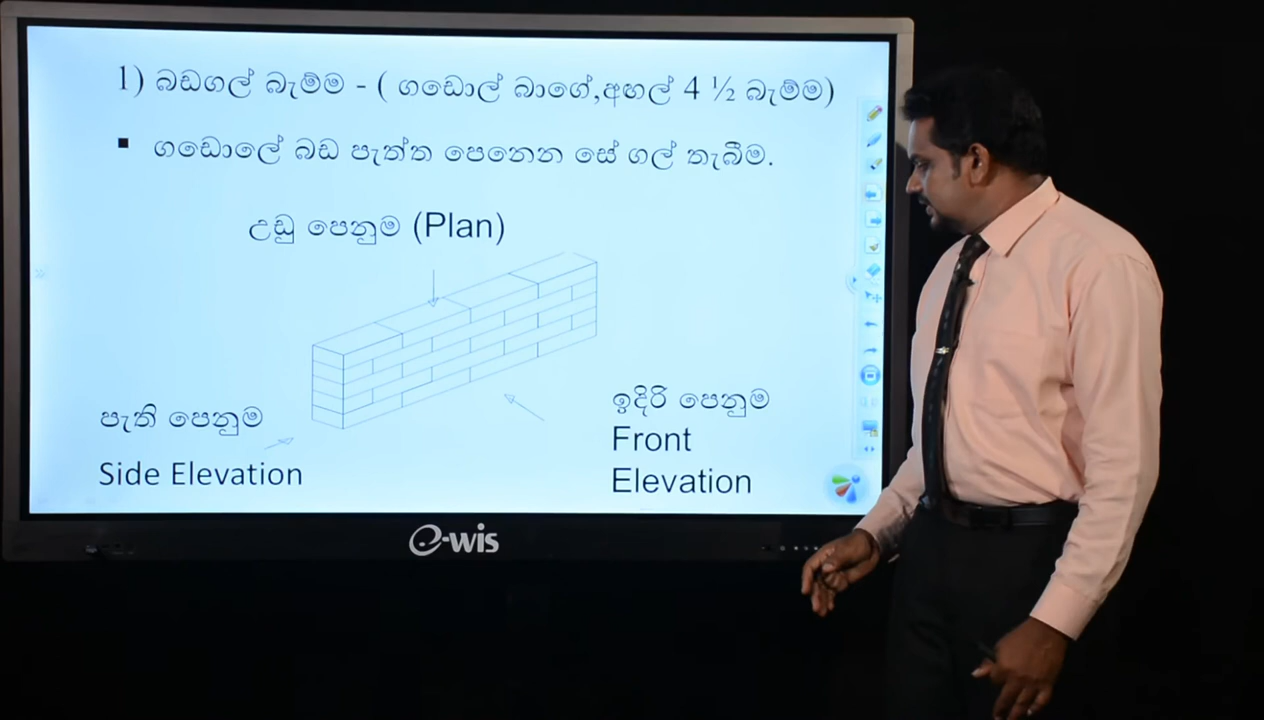 1) බඩගල් බැම්ම - ( ගඩොල් බාගේ,අඟල් 4 ½ බැම්ම)
▪ ගඩොලේ බඩ පැත්ත පෙනෙන සේ ගල් තැබීම.
උඩු පෙනුම (Plan)
පැති පෙනුම
Side Elevation
ඉදිරි පෙනුම
Front
Elevation
e-wis